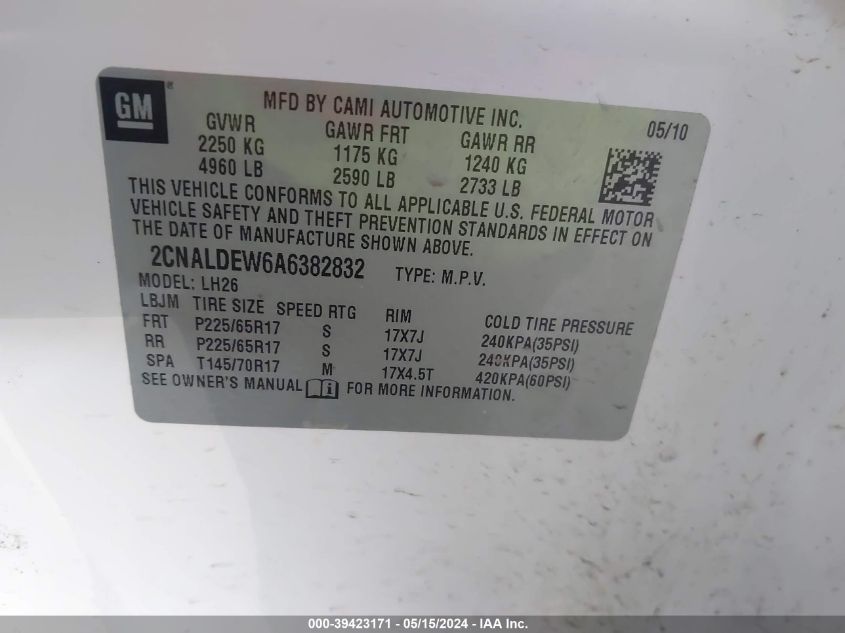 GM ®
MFD BY CAMI AUTOMOTIVE INC.
05/10
GVWR GAWR FRT GAWR RR
2250 KG 1175 KG 1240 KG
4960 LB 2590 LB 2733 LB
THIS VEHICLE CONFORMS TO ALL APPLICABLE U.S. FEDERAL MOTOR
VEHICLE SAFETY AND THEFT PREVENTION STANDARDS IN EFFECT ON
THE DATE OF MANUFACTURE SHOWN ABOVE.
2CNALDEW6A6382832 TYPE: M.P.V.
MODEL: LH26
LBJM TIRE SIZE SPEED RTG RIM COLD TIRE PRESSURE
FRT P225/65R17 S 17X7J 240KPA(35PSI)
RR P225/65R17 S 17X7J 240KPA(35PSI)
SPA T145/70R17 M 17X4.5T 420KPA(60PSI)
SEE OWNER'S MANUAL FOR MORE INFORMATION.
000-39423171 - 05/15/2024 - IAA Inc.